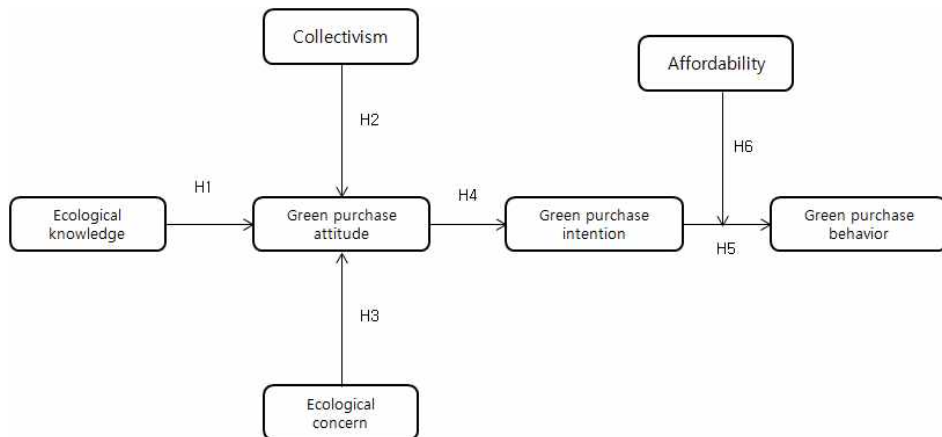 Collectivism
Affordability
H2
H6
H1
H4
Ecological
knowledge
Green purchase
attitude
Green purchase
intention
Green purchase
behavior
H5
H3
Ecological
concern